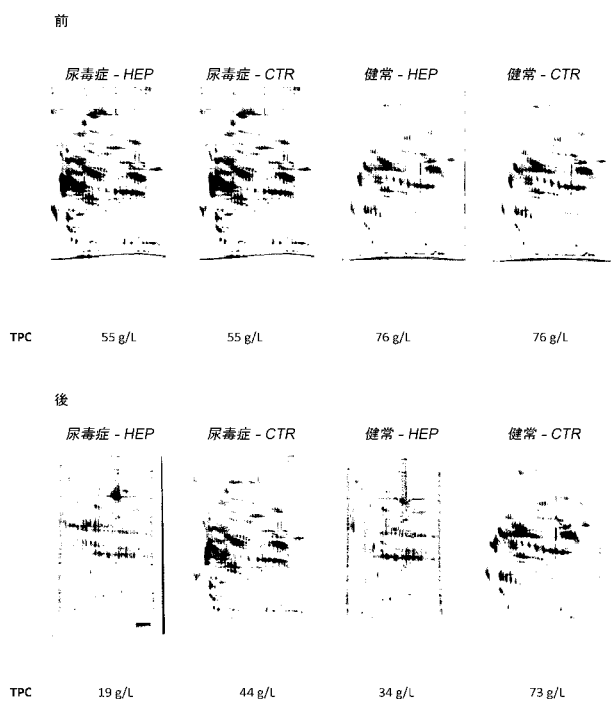 前
尿毒症 - HEP 尿毒症 - CTR 健常 - HEP 健常 - CTR
TPC 55 g/L 55 g/L 76 g/L 76 g/L
後
尿毒症 - HEP 尿毒症 - CTR 健常 - HEP 健常 - CTR
TPC 19 g/L 44 g/L 34 g/L 73 g/L